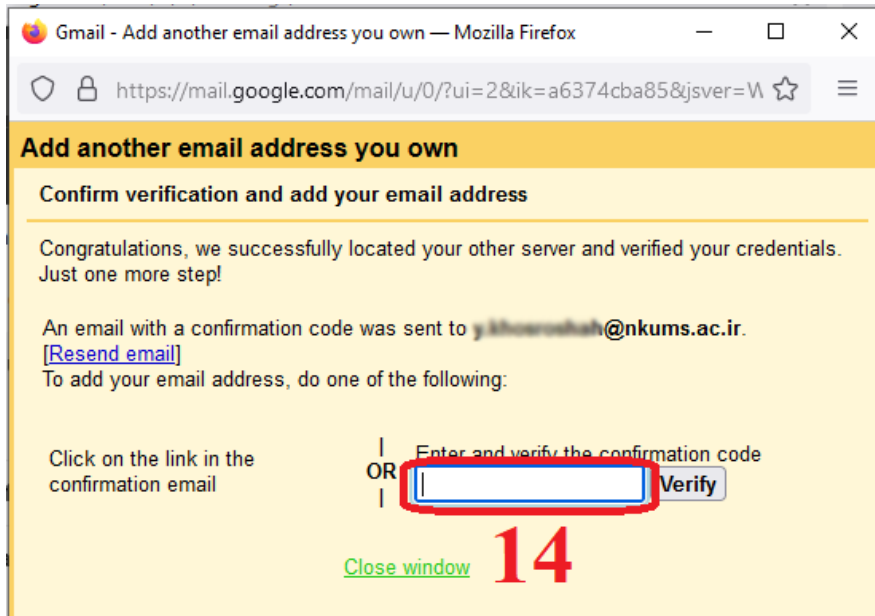 Gmail - Add another email address you own — Mozilla Firefox
https://mail.google.com/mail/u/0/?ui=2&ik=a6374cba85&jsver=W
Add another email address you own
Confirm verification and add your email address
Congratulations, we successfully located your other server and verified your credentials.
Just one more step!
An email with a confirmation code was sent to @nkums.ac.ir.
[Resend email]
To add your email address, do one of the following:
Click on the link in the
confirmation email
OR
Enter and verify the confirmation code
Verify
14
Close window